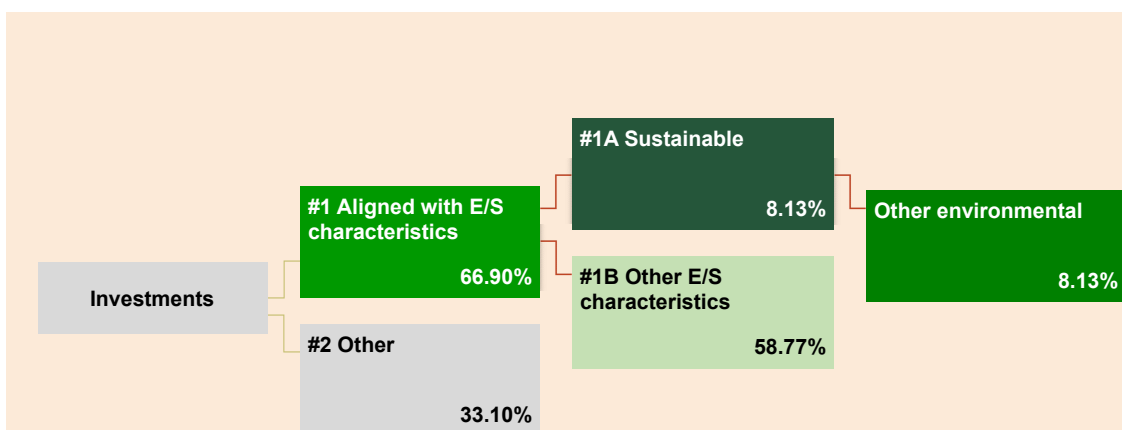 Investments
#1 Aligned with E/S
characteristics
66.90%
#2 Other
33.10%
#1A Sustainable
8.13%
#1B Other E/S
characteristics
58.77%
Other environmental
8.13%